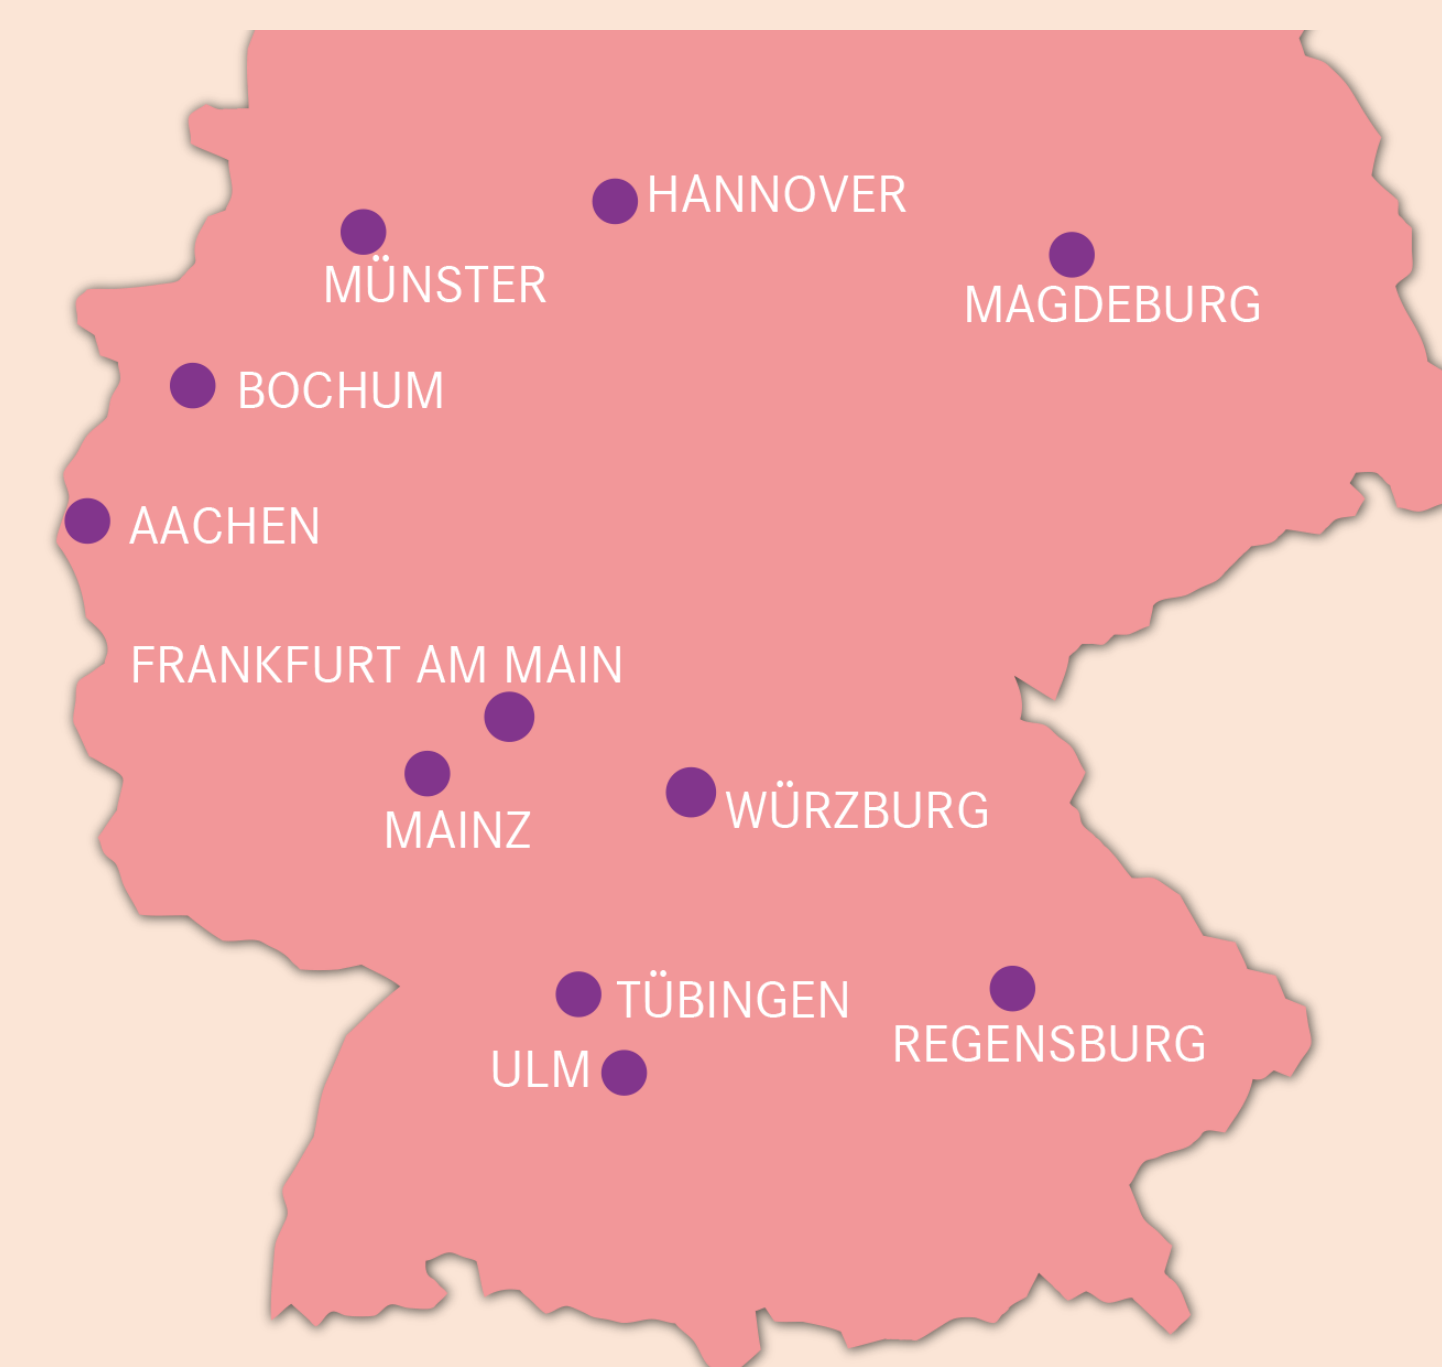 HANNOVER
MÜNSTER
MAGDEBURG
BOCHUM
AACHEN
FRANKFURT AM MAIN
MAINZ
WÜRZBURG
TÜBINGEN
REGENSBURG
ULM